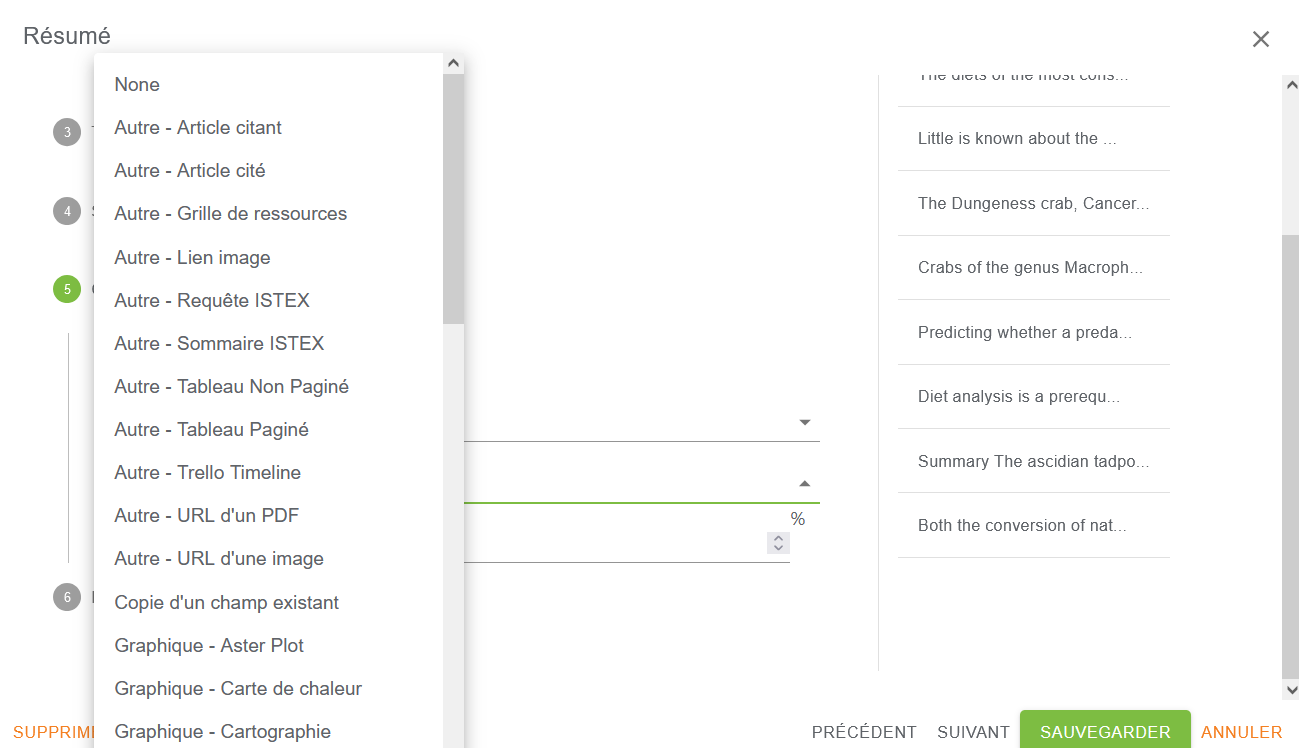 Résumé
None
Autre - Article citant
Autre - Article cité
Autre - Grille de ressources
Autre - Lien image
Autre - Requête ISTEX
Autre - Sommaire ISTEX
Autre - Tableau Non Paginé
Autre - Tableau Paginé
Autre - Trello Timeline
Autre - URL d'un PDF
Autre - URL d'une image
Copie d'un champ existant
Graphique - Aster Plot
Graphique - Carte de chaleur
Graphique - Cartographie
3
4
5
6
%
The diets of the most cons...
Little is known about the ...
The Dungeness crab, Cancer...
Crabs of the genus Macroph...
Predicting whether a preda...
Diet analysis is a prerequ...
Summary The ascidian tadpo...
Both the conversion of nat...
SUPPRIM
PRÉCÉDENT
SUIVANT
SAUVEGARDER
ANNULER